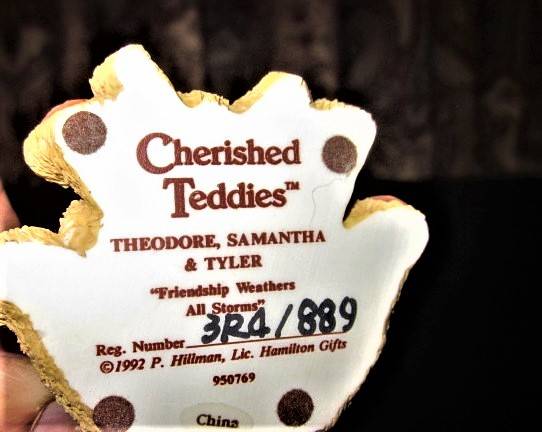 Cherished
Teddies™
THEODORE, SAMANTHA
& TYLER
“Friendship Weathers
All Storms”
Reg. Number 3R4/889
©1992 P. Hillman, Lic. Hamilton Gifts
950769
China